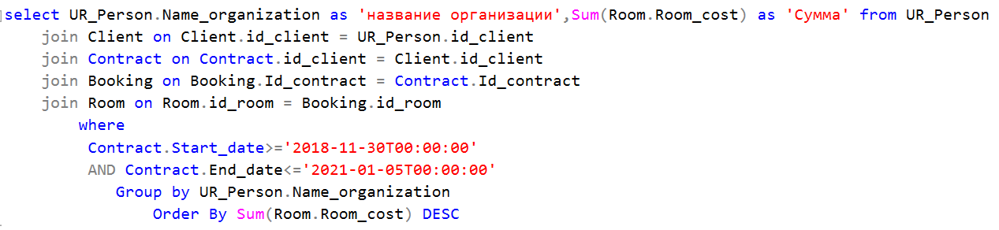 select UR_Person.Name_organization as 'название организации',Sum(Room.Room_cost) as 'Сумма' from UR_Person
join Client on Client.id_client = UR_Person.id_client
join Contract on Contract.id_client = Client.id_client
join Booking on Booking.Id_contract = Contract.Id_contract
join Room on Room.id_room = Booking.id_room
where
Contract.Start_date>='2018-11-30T00:00:00'
AND Contract.End_date<='2021-01-05T00:00:00'
Group by UR_Person.Name_organization
Order By Sum(Room.Room_cost) DESC